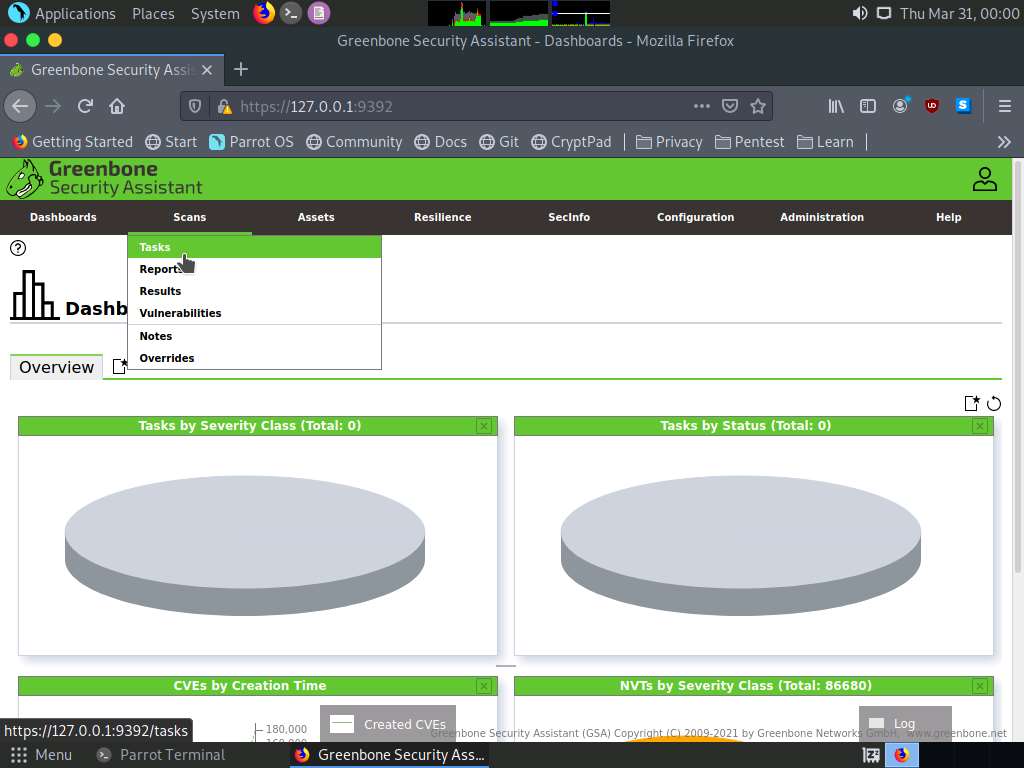 Applications Places System Thu Mar 31, 00:00
Greenbone Security Assistant - Dashboards - Mozilla Firefox
Greenbone Security Assis
https://127.0.0.1:9392
Getting Started Start Parrot OS Community Docs Git CryptPad Privacy Pentest Learn
Greenbone
Security Assistant
Dashboards Scans Assets Resilience SecInfo Configuration Administration Help
Tasks
Reports
Results
Vulnerabilities
Notes
Overrides
Dashb
Overview
Tasks by Severity Class (Total: 0) Tasks by Status (Total: 0)
CVEs by Creation Time NVTs by Severity Class (Total: 86680)
180,000 Created CVEs Log
https://127.0.0.1:9392/tasks
Greenbone Security Assistant (GSA) Copyright (C) 2009-2021 by Greenbone Networks GmbH, www.greenbone.net
Menu Parrot Terminal Greenbone Security Ass...